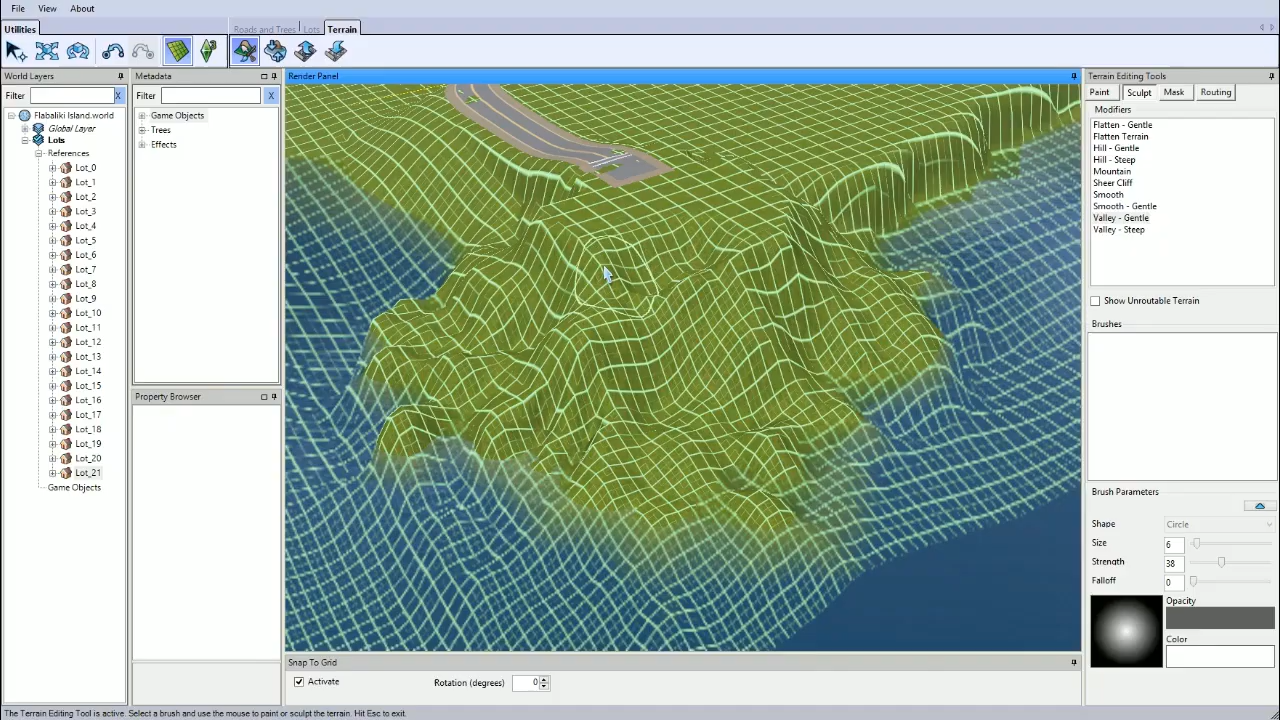 File View About
Utilities Roads and Trees Lots Terrain
World Layers
Filter X
Flabaliki Island.world
Global Layer
Lots
References
Lot_0
Lot_1
Lot_2
Lot_3
Lot_4
Lot_5
Lot_6
Lot_7
Lot_8
Lot_9
Lot_10
Lot_11
Lot_12
Lot_13
Lot_14
Lot_15
Lot_16
Lot_17
Lot_18
Lot_19
Lot_20
Lot_21
Game Objects
Metadata
Filter X
Game Objects
Trees
Effects
Property Browser
Render Panel
Snap To Grid
Activate Rotation (degrees) 0
Terrain Editing Tools
Paint Sculpt Mask Routing
Modifiers
Flatten - Gentle
Flatten Terrain
Hill - Gentle
Hill - Steep
Mountain
Sheer Cliff
Smooth
Smooth - Gentle
Valley - Gentle
Valley - Steep
Show Unroutable Terrain
Brushes
Brush Parameters
Shape Circle
Size 6
Strength 38
Falloff 0
Opacity
Color
The Terrain Editing Tool is active. Select a brush and use the mouse to paint or sculpt the terrain. Hit Esc to exit.